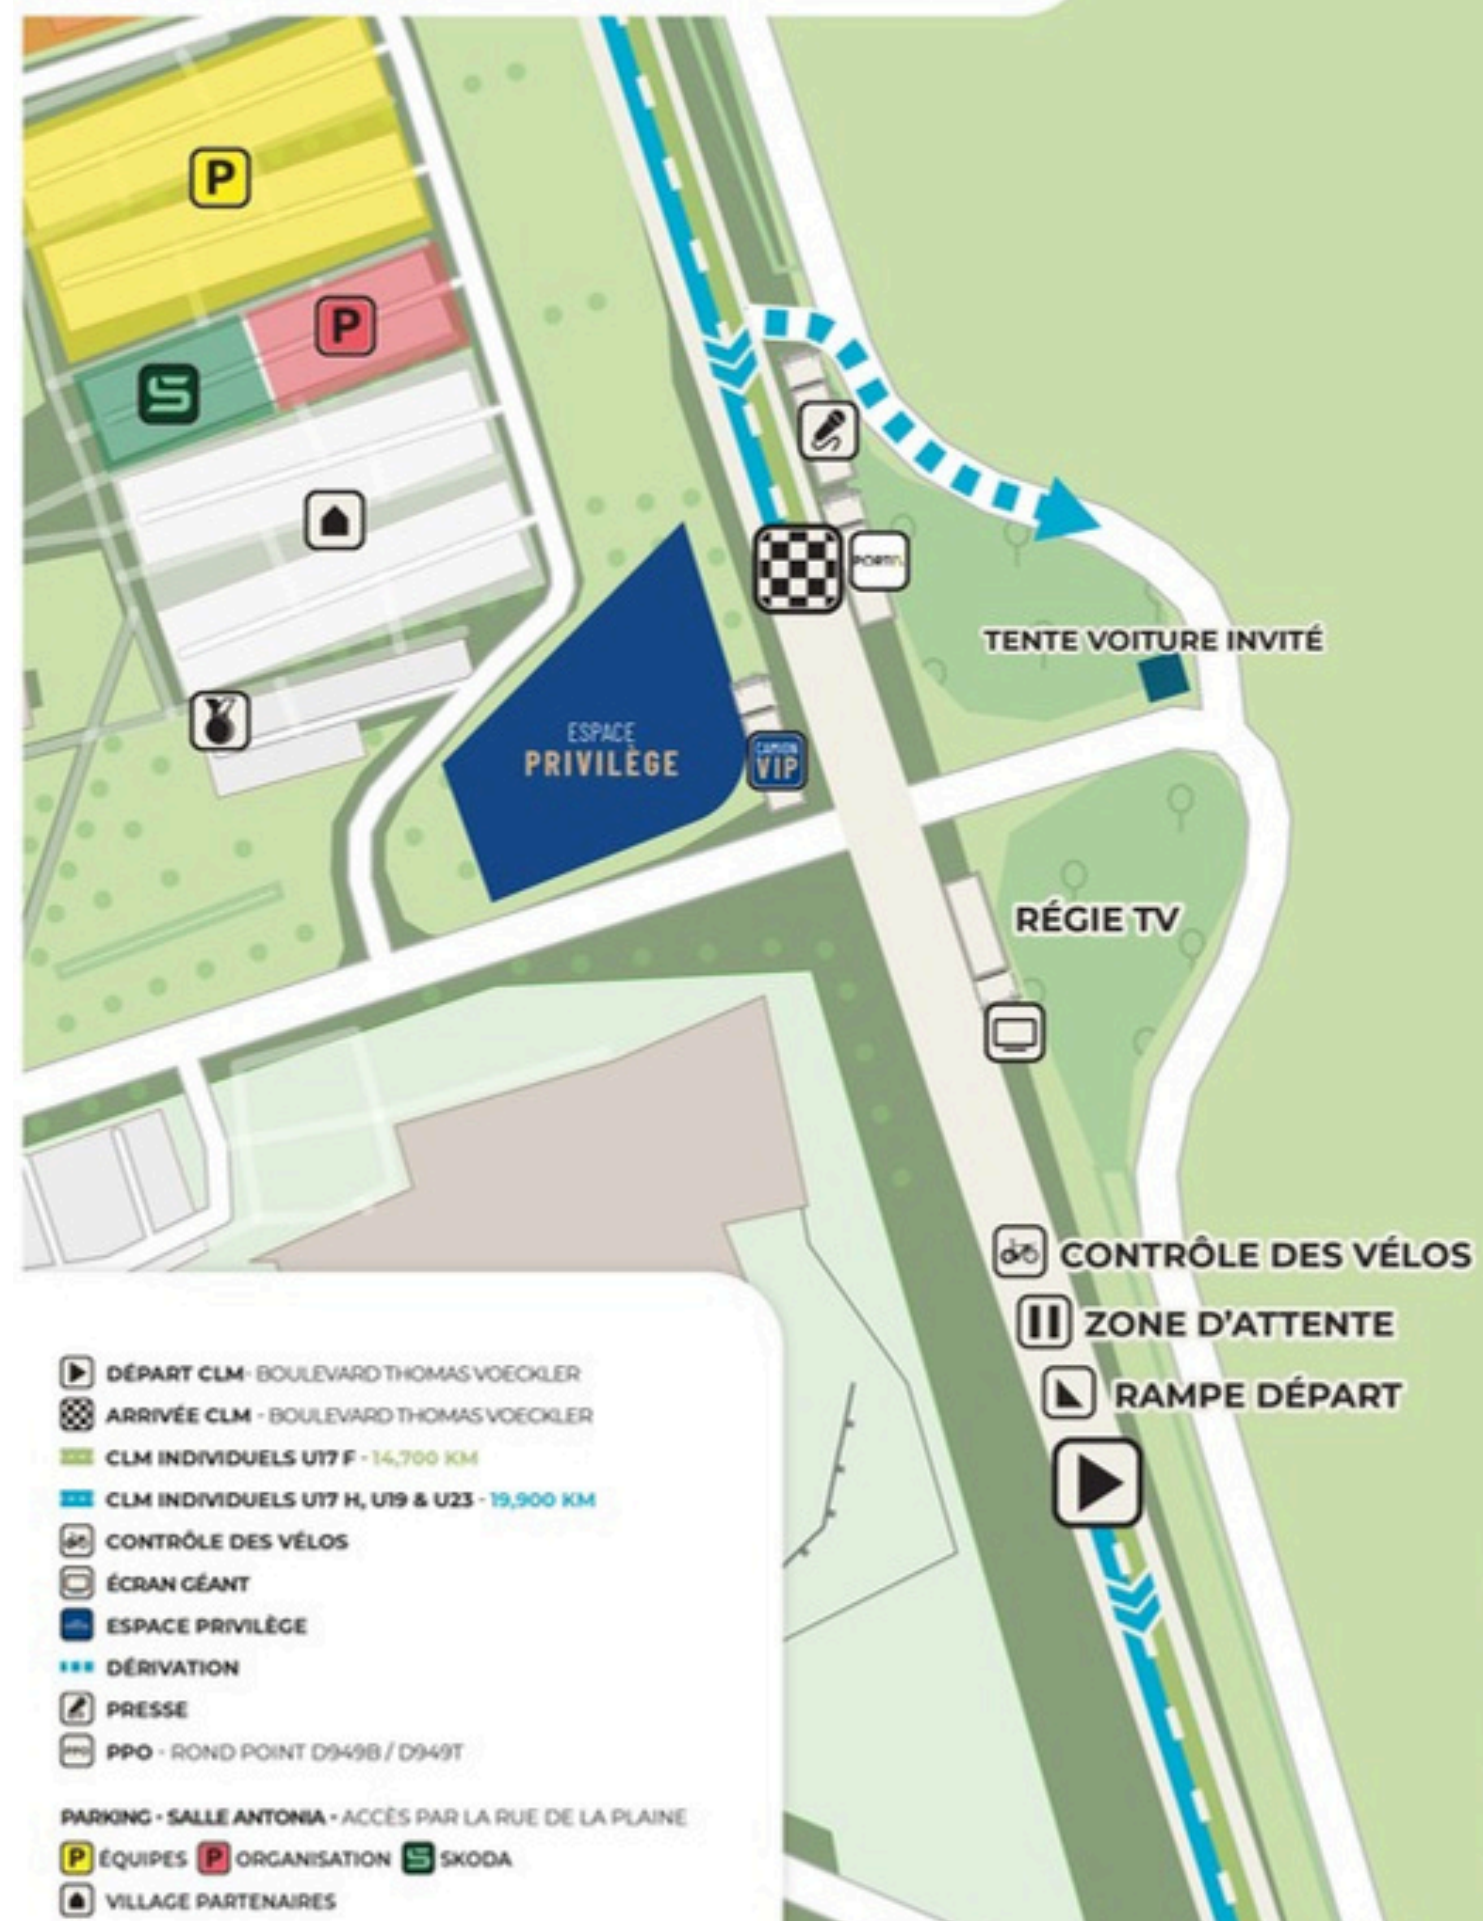 P
P
S
PORTIV
TENTE VOITURE INVITÉ
ESPACE
PRIVILÈGE
CAMION
VIP
RÉGIE TV
CONTRÔLE DES VÉLOS
ZONE D'ATTENTE
RAMPE DÉPART
DÉPART CLM - BOULEVARD THOMAS VOECKLER
ARRIVÉE CLM - BOULEVARD THOMAS VOECKLER
CLM INDIVIDUELS U17 F - 14,700 KM
CLM INDIVIDUELS U17 H, U19 & U23 - 19,900 KM
CONTRÔLE DES VÉLOS
ÉCRAN GÉANT
ESPACE PRIVILÈGE
DÉRIVATION
PRESSE
PPO PPO - ROND POINT D949B / D949T
PARKING - SALLE ANTONIA - ACCÈS PAR LA RUE DE LA PLAINE
P ÉQUIPES P ORGANISATION S SKODA
VILLAGE PARTENAIRES